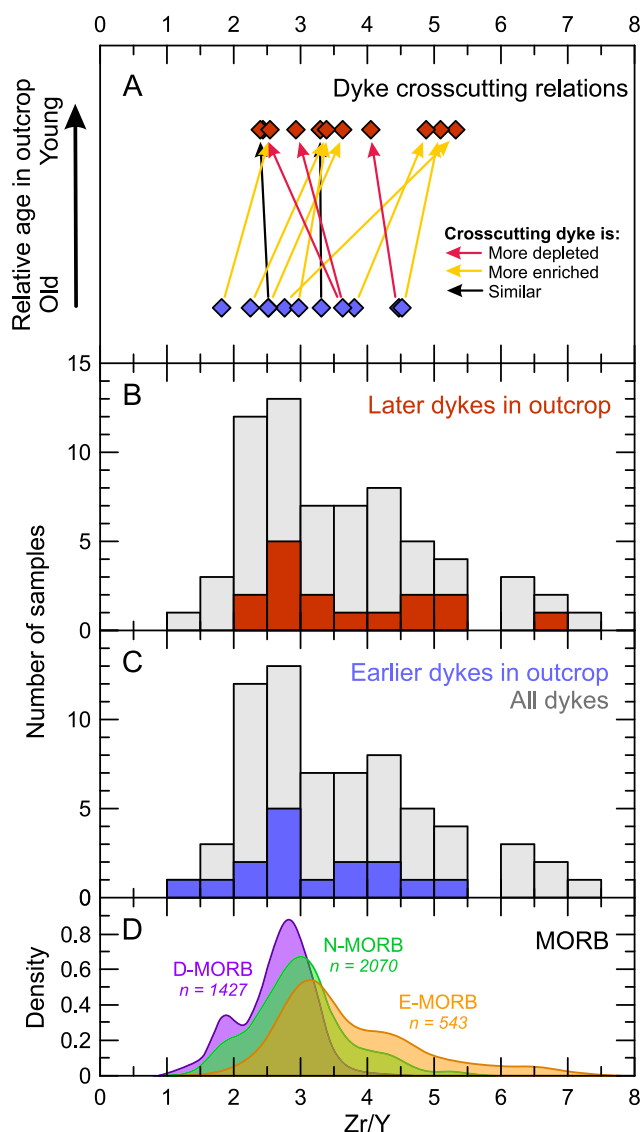 0 1 2 3 4 5 6 7 8
A
Dyke crosscutting relations
Relative age in outcrop
Old Young
Crosscutting dyke is:
More depleted
More enriched
Similar
B
Later dykes in outcrop
15
10
5
0
Number of samples
C
Earlier dykes in outcrop
All dykes
10
5
0
D
MORB
D-MORB
n = 1427
N-MORB
n = 2070
E-MORB
n = 543
Density
0.8
0.6
0.4
0.2
0
0 1 2 3 4 5 6 7 8
Zr/Y